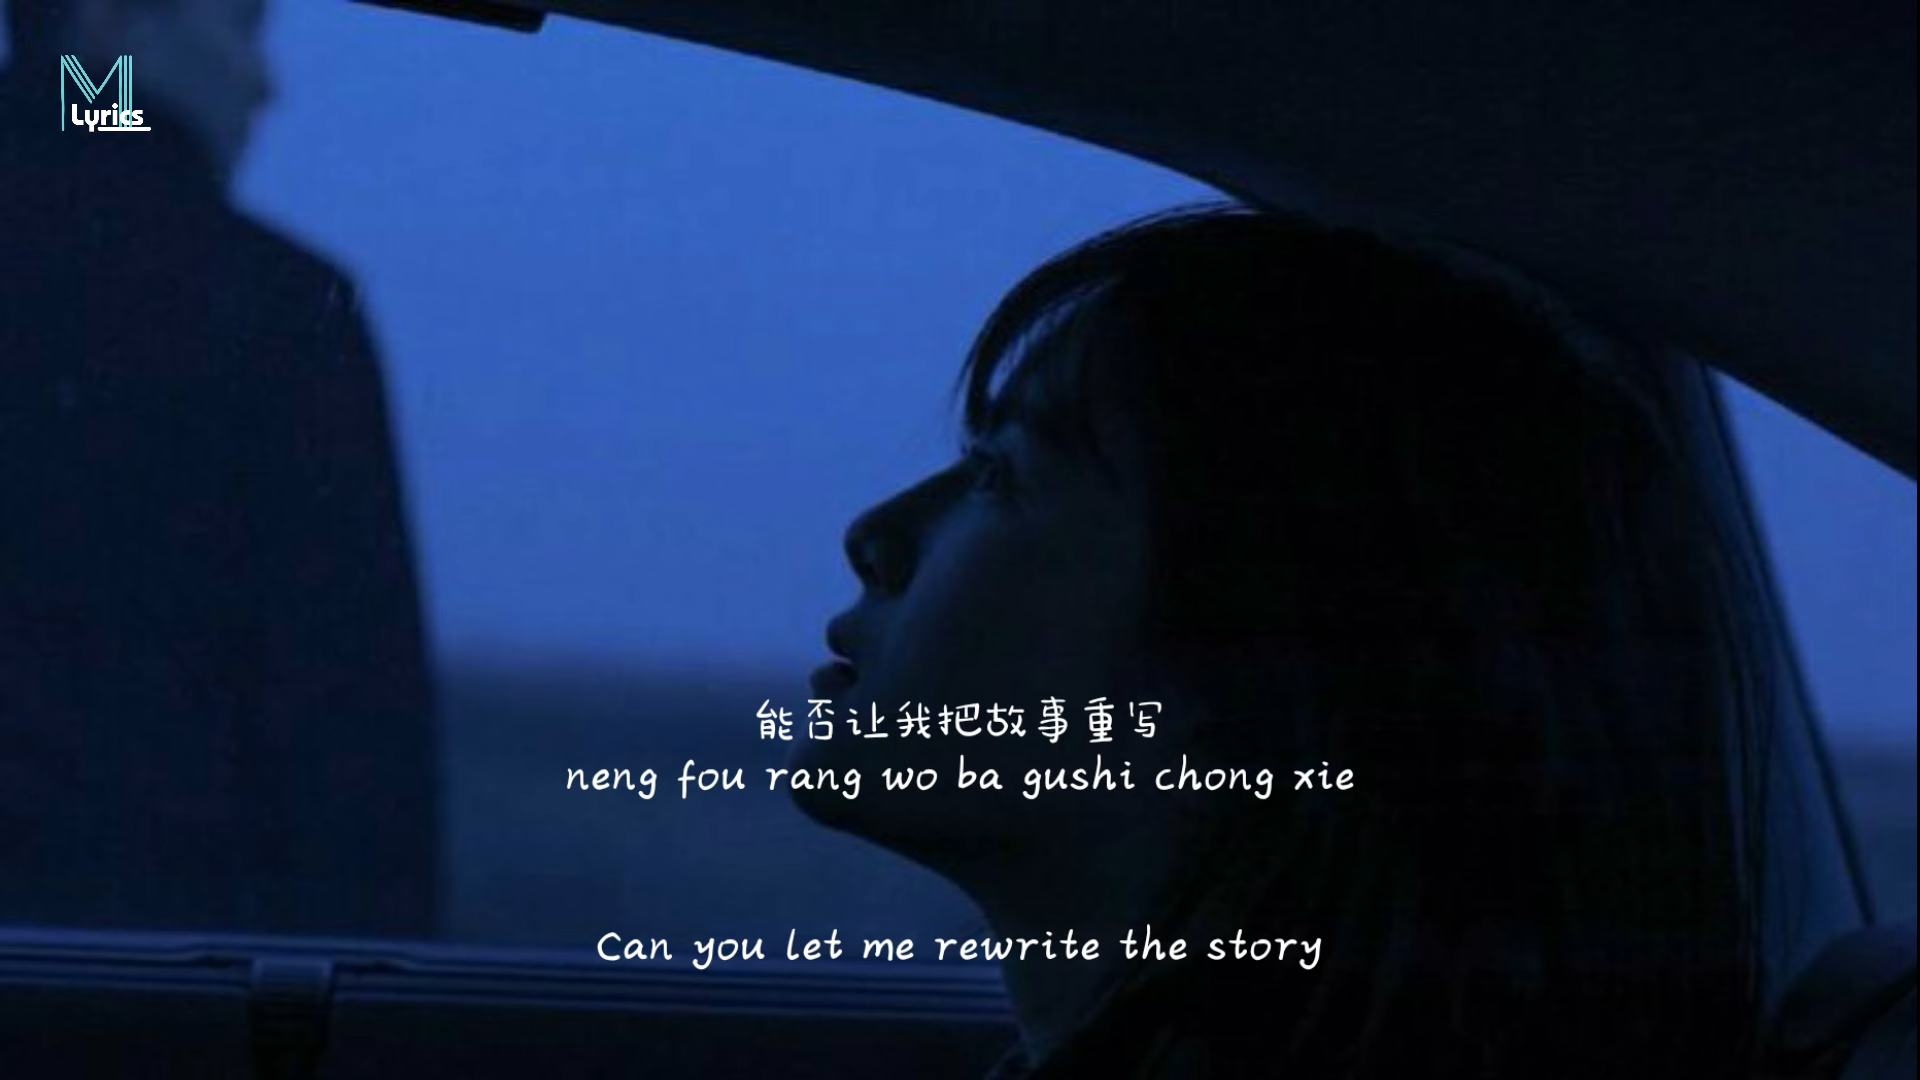 M
Lyrics
能否让我把故事重写
neng fou rang wo ba gushi chong xie
Can you let me rewrite the story